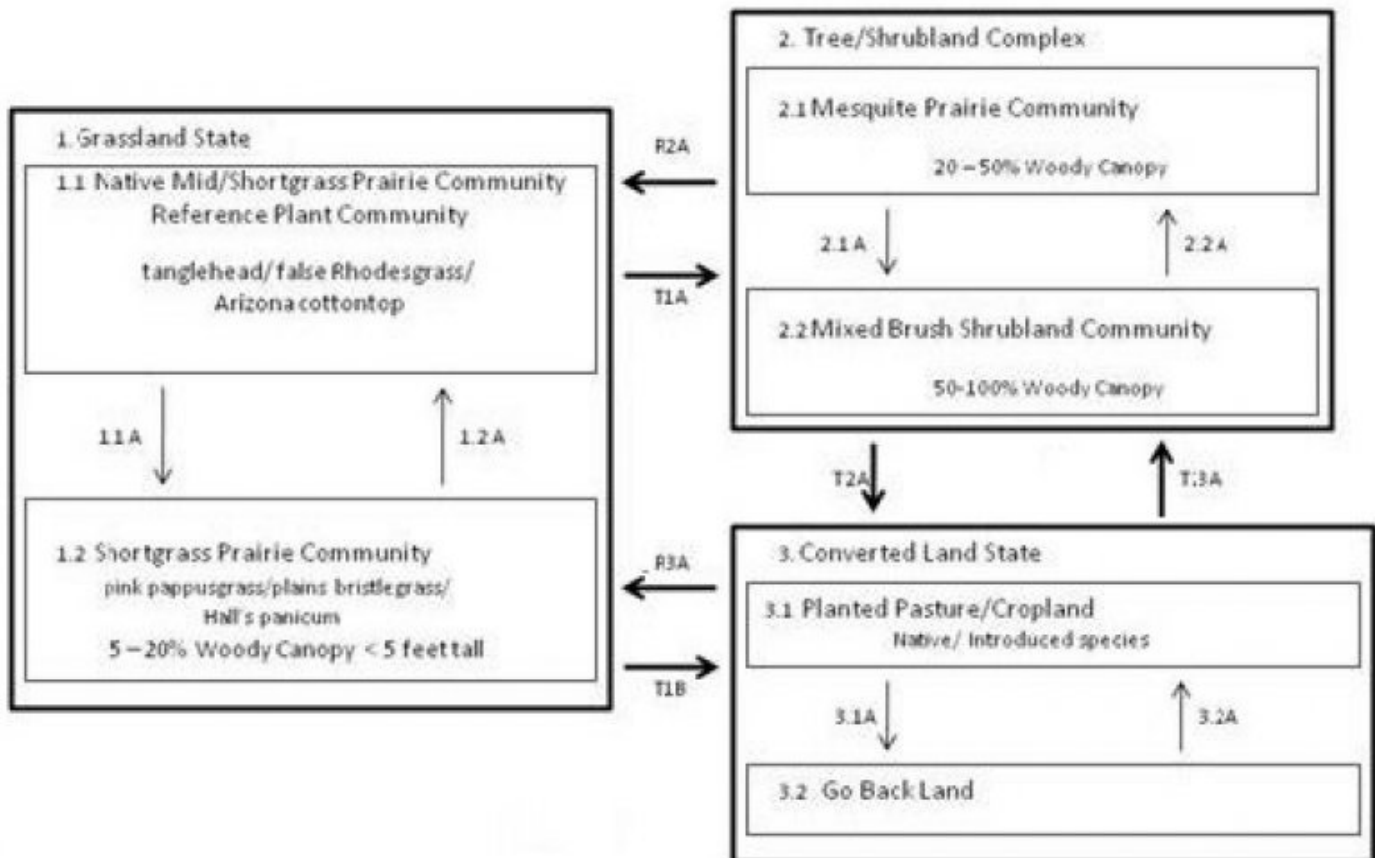 1. Grassland State
1.1 Native Mid/Shortgrass Prairie Community
Reference Plant Community
tanglehead/ false Rhodesgrass/
Arizona cottontop
1.1 A
1.2 A
1.2 Shortgrass Prairie Community
pink pappusgrass/plains bristlegrass/
Hall's panicum
5 – 20% Woody Canopy < 5 feet tall
R2A
T1A
2. Tree/Shrubland Complex
2.1 Mesquite Prairie Community
20 – 50% Woody Canopy
2.1 A
2.2 A
2.2 Mixed Brush Shrubland Community
50-100% Woody Canopy
T2A
T3A
R3A
T1B
3. Converted Land State
3.1 Planted Pasture/Cropland
Native/ Introduced species
3.1A
3.2A
3.2 Go Back Land